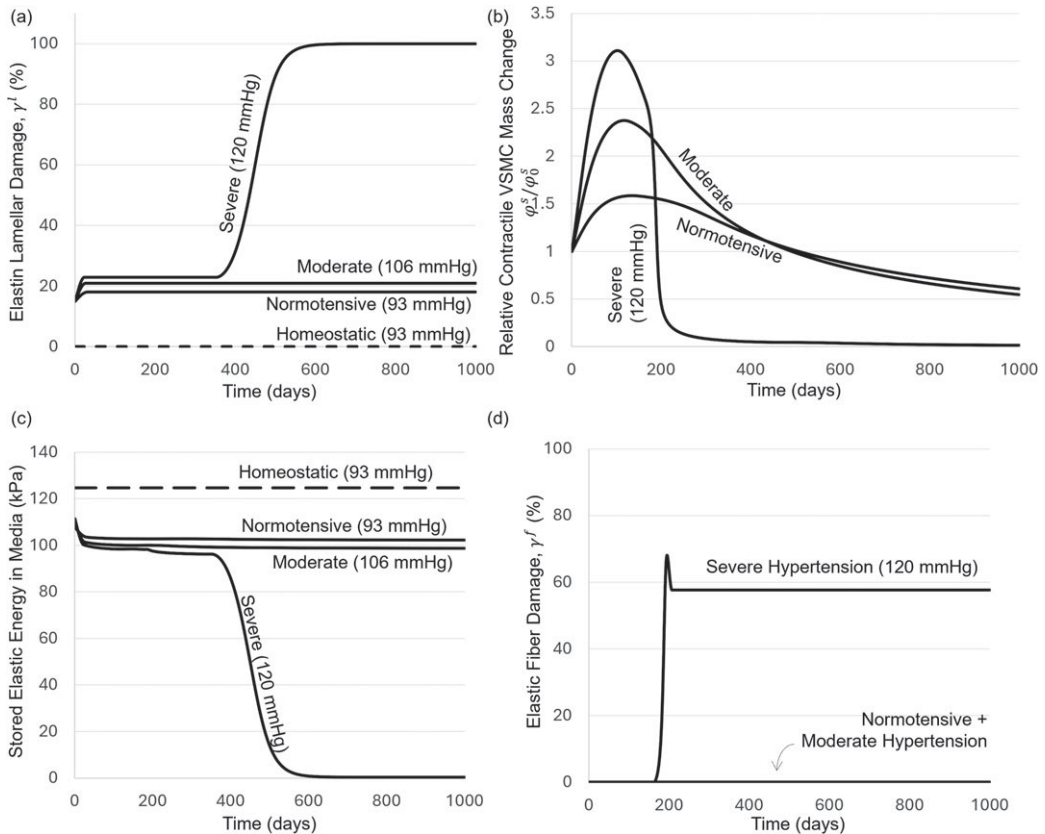 (a)
Elastin Lamellar Damage, γˡ (%)
100
80
60
40
20
0
Severe (120 mmHg)
Moderate (106 mmHg)
Normotensive (93 mmHg)
Homeostatic (93 mmHg)
0 200 400 600 800 1000
Time (days)
(b)
Relative Contractile VSMC Mass Change
3.5
3
2.5
2
1.5
1
0.5
0
Moderate
Normotensive
Severe
(120 mmHg)
0 200 400 600 800 1000
Time (days)
(c)
Stored Elastic Energy in Media (kPa)
140
120
100
80
60
40
20
0
Homeostatic (93 mmHg)
Normotensive (93 mmHg)
Moderate (106 mmHg)
Severe (120 mmHg)
0 200 400 600 800 1000
Time (days)
(d)
Elastic Fiber Damage, γᶠ (%)
100
80
60
40
20
0
Severe Hypertension (120 mmHg)
Normotensive +
Moderate Hypertension
0 200 400 600 800 1000
Time (days)